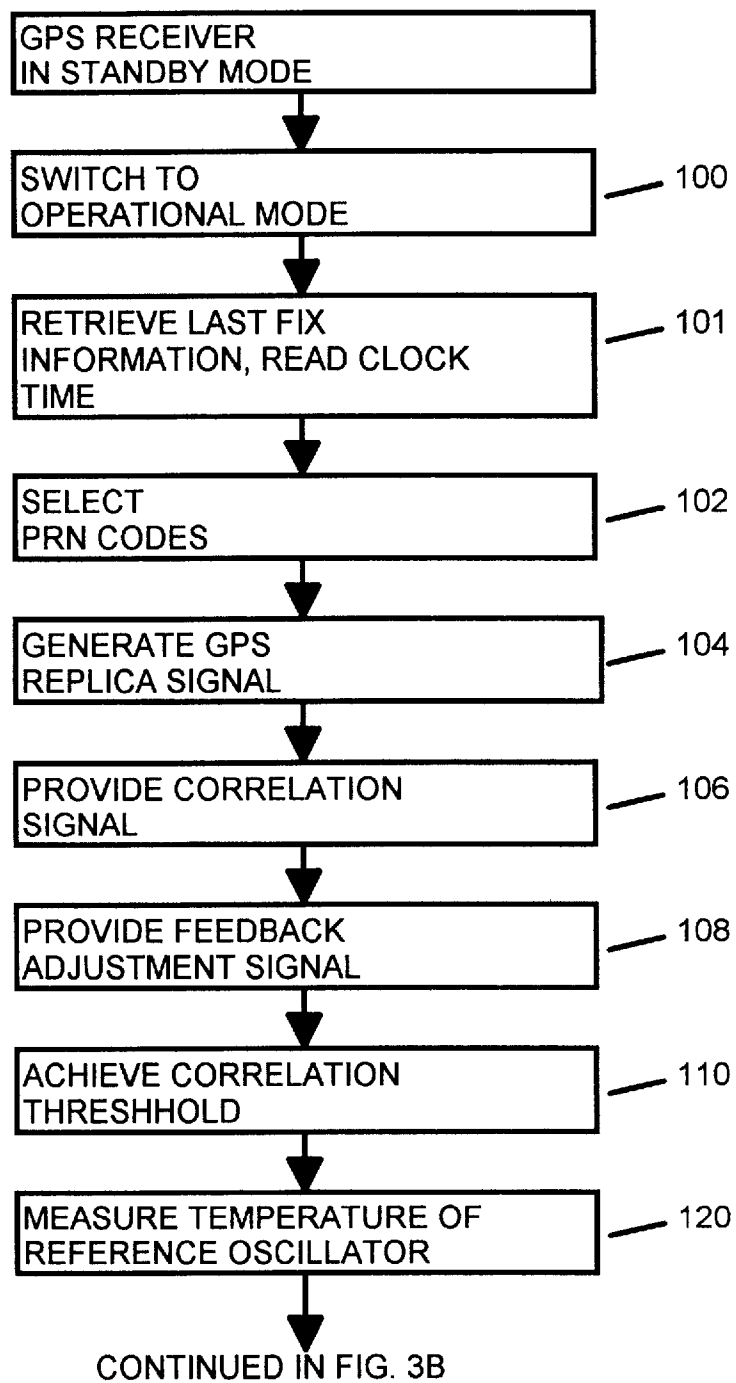 GPS RECEIVER
IN STANDBY MODE
SWITCH TO
OPERATIONAL MODE
100
RETRIEVE LAST FIX
INFORMATION, READ CLOCK
TIME
101
SELECT
PRN CODES
102
GENERATE GPS
REPLICA SIGNAL
104
PROVIDE CORRELATION
SIGNAL
106
PROVIDE FEEDBACK
ADJUSTMENT SIGNAL
108
ACHIEVE CORRELATION
THRESHHOLD
110
MEASURE TEMPERATURE OF
REFERENCE OSCILLATOR
120
CONTINUED IN FIG. 3B